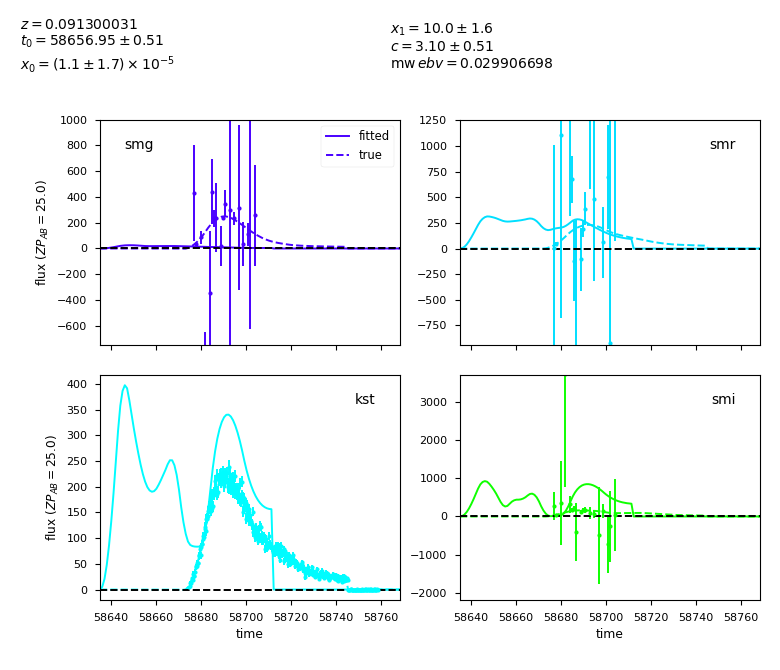 z = 0.091300031
t₀ = 58656.95 ± 0.51
x₀ = (1.1 ± 1.7) × 10⁻⁵
x₁ = 10.0 ± 1.6
c = 3.10 ± 0.51
mw ebv = 0.029906698
smg
fitted
true
1000
800
600
400
200
0
−200
−400
−600
flux (ZP_AB = 25.0)
smr
1250
1000
750
500
250
0
−250
−500
−750
kst
400
350
300
250
200
150
100
50
0
flux (ZP_AB = 25.0)
58640 58660 58680 58700 58720 58740 58760
time
smi
3000
2000
1000
0
−1000
−2000
58640 58660 58680 58700 58720 58740 58760
time